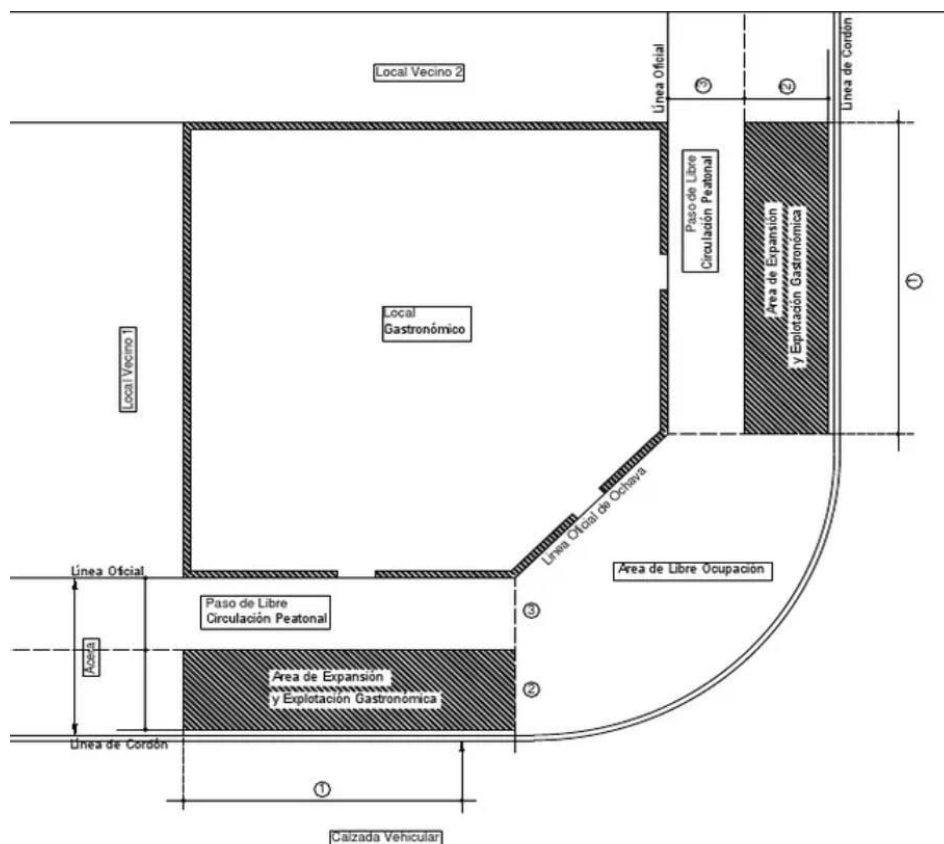 Local Vecino 2
Línea Oficial
3
2
Línea de Cordón
Paso de Libre
Circulación Peatonal
Area de Expansión
y Explotación Gastronómica
1
Local
Gastronómico
Local Vecino 1
Línea Oficial de Ochava
Area de Libre Ocupación
Línea Oficial
Paso de Libre
Circulación Peatonal
3
Acera
Area de Expansión
y Explotación Gastronómica
2
Línea de Cordón
1
Calzada Vehicular